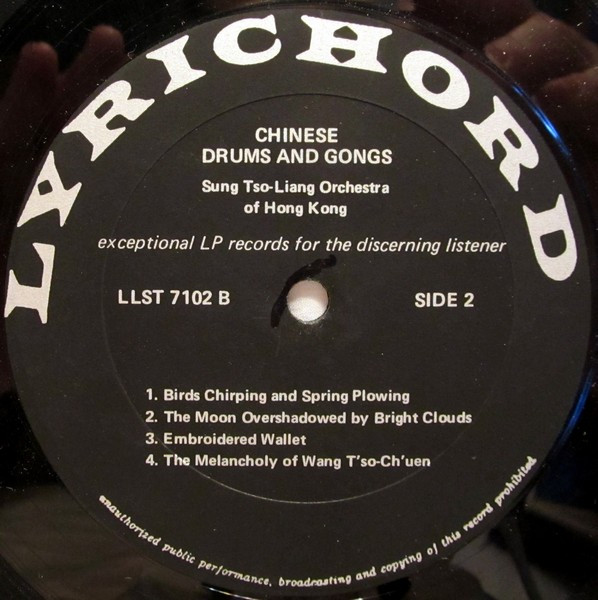 LYRICHORD
CHINESE
DRUMS AND GONGS
Sung Tso-Liang Orchestra
of Hong Kong
exceptional LP records for the discerning listener
LLST 7102 B
SIDE 2
1. Birds Chirping and Spring Plowing
2. The Moon Overshadowed by Bright Clouds
3. Embroidered Wallet
4. The Melancholy of Wang T'so-Ch'uen
unauthorized public performance, broadcasting and copying of this record prohibited